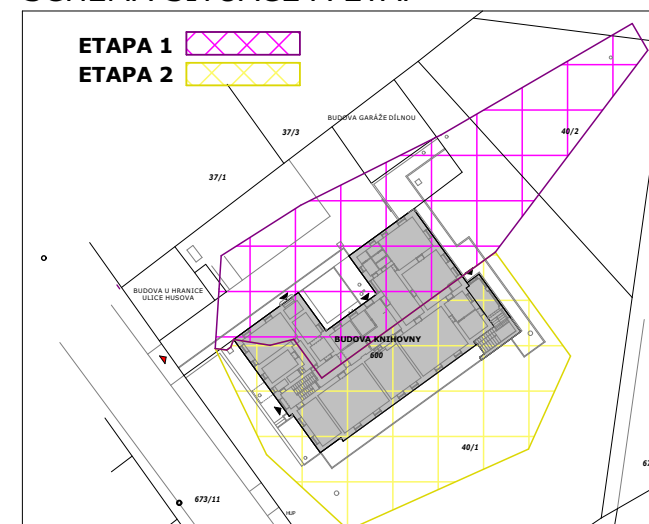 ETAPA 1
ETAPA 2
BUDOVA GARÁŽE DÍLNOU
37/3
40/2
37/1
BUDOVA U HRANICE
ULICE HUSOVA
BUDOVA KNIHOVNY
600
40/1
673/11
HUP